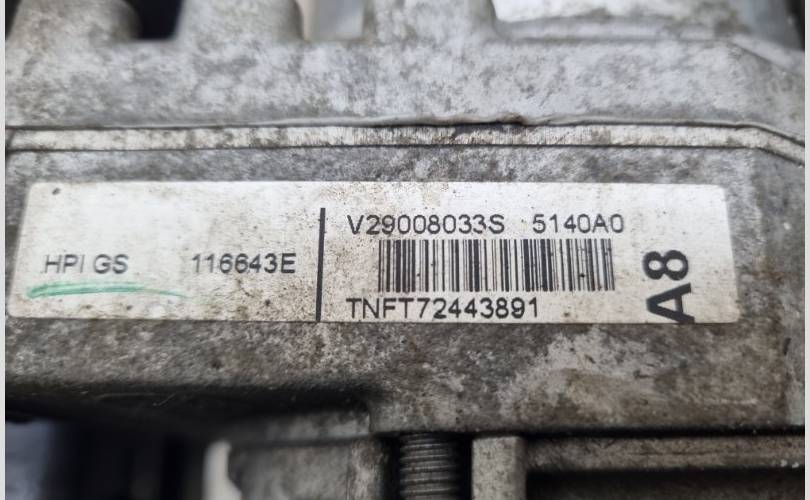 HPI GS 116643E
V29008033S 5140A0
TNFT72443891
A8